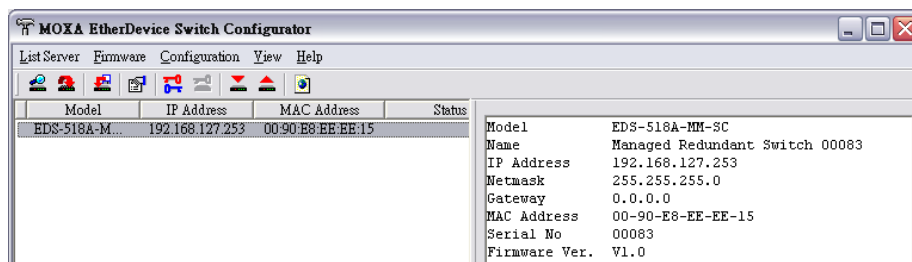 MOXA EtherDevice Switch Configurator
List Server Firmware Configuration View Help
Model IP Address MAC Address Status
EDS-518A-M... 192.168.127.253 00:90:E8:EE:EE:15
Model EDS-518A-MM-SC
Name Managed Redundant Switch 00083
IP Address 192.168.127.253
Netmask 255.255.255.0
Gateway 0.0.0.0
MAC Address 00-90-E8-EE-EE-15
Serial No 00083
Firmware Ver. V1.0